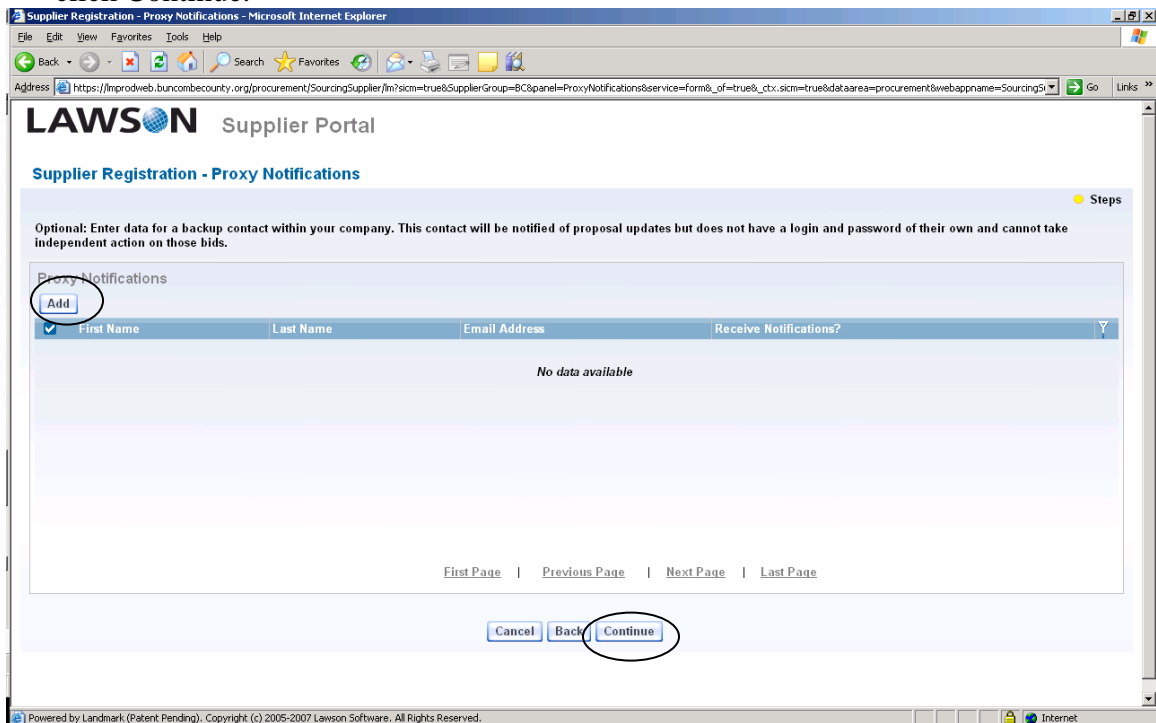 click Continue.
Supplier Registration - Proxy Notifications - Microsoft Internet Explorer
File Edit View Favorites Tools Help
Back Search Favorites
Address https://lmprodweb.buncombecounty.org/procurement/SourcingSupplier/lm?sicm=true&SupplierGroup=BC&panel=ProxyNotifications&service=form&_of=true&_ctx.sicm=true&dataarea=procurement&webappname=SourcingS Go Links »
LAWSON Supplier Portal
Supplier Registration - Proxy Notifications
Steps
Optional: Enter data for a backup contact within your company. This contact will be notified of proposal updates but does not have a login and password of their own and cannot take
independent action on those bids.
Proxy Notifications
Add
First Name Last Name Email Address Receive Notifications?
No data available
First Page | Previous Page | Next Page | Last Page
Cancel Back Continue
Powered by Landmark (Patent Pending). Copyright (c) 2005-2007 Lawson Software. All Rights Reserved. Internet